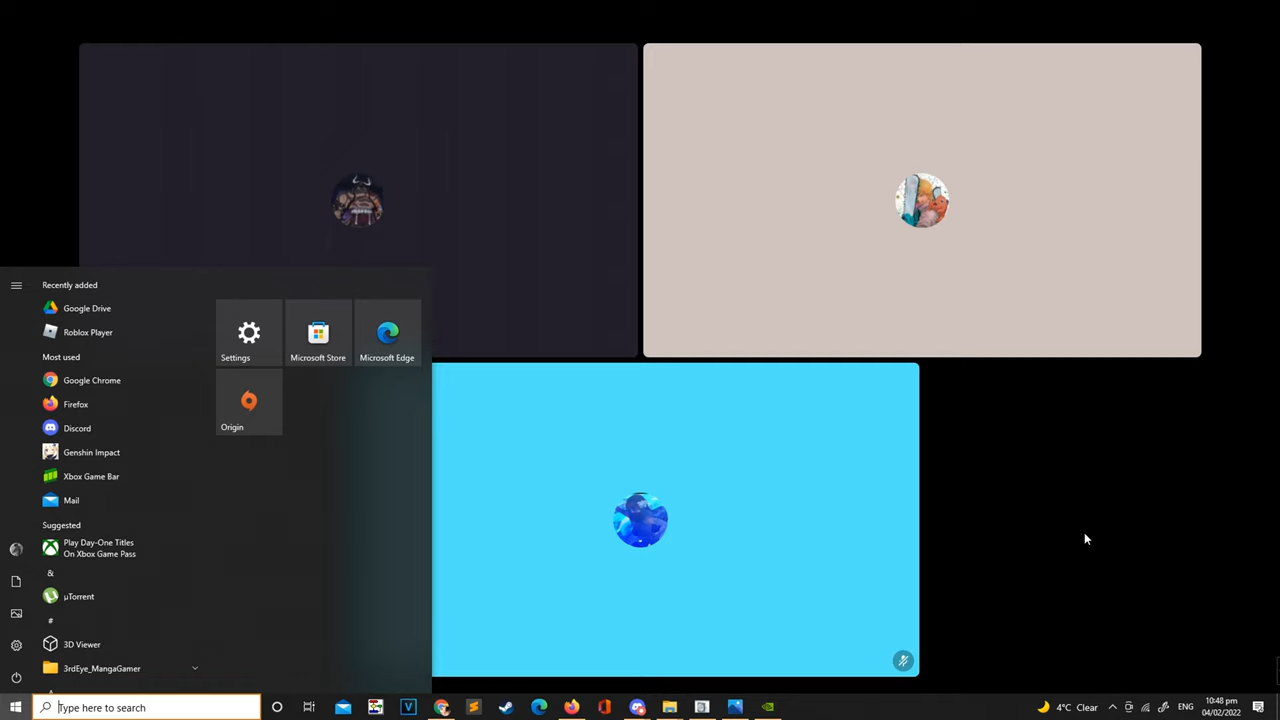 Recently added
Google Drive
Roblox Player
Most used
Google Chrome
Firefox
Discord
Genshin Impact
Xbox Game Bar
Mail
Suggested
Play Day-One Titles
On Xbox Game Pass
&
µTorrent
#
3D Viewer
3rdEye_MangaGamer
Settings
Microsoft Store
Microsoft Edge
Origin
Type here to search
4°C Clear
ENG
10:48 pm
04/02/2022